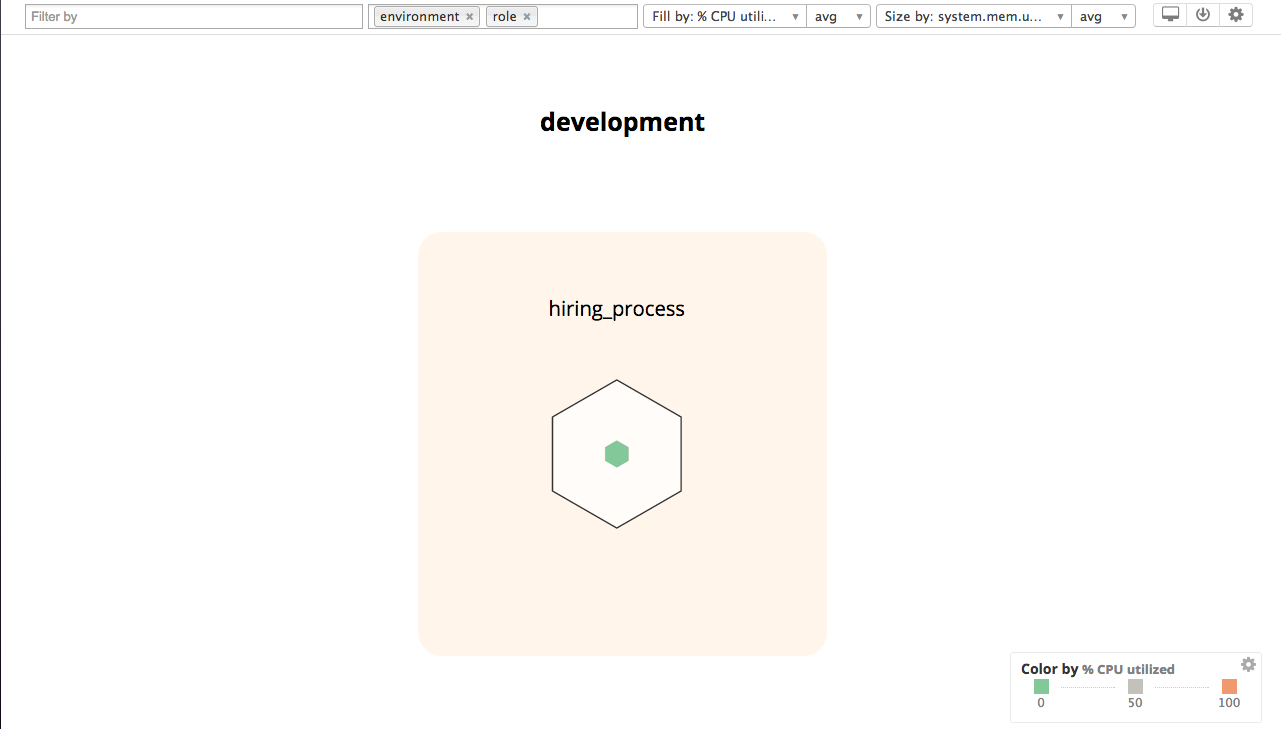 Filter by environment × role × Fill by: % CPU utili... ▼ avg ▼ Size by: system.mem.u... ▼ avg ▼
development
hiring_process
Color by % CPU utilized
0 50 100